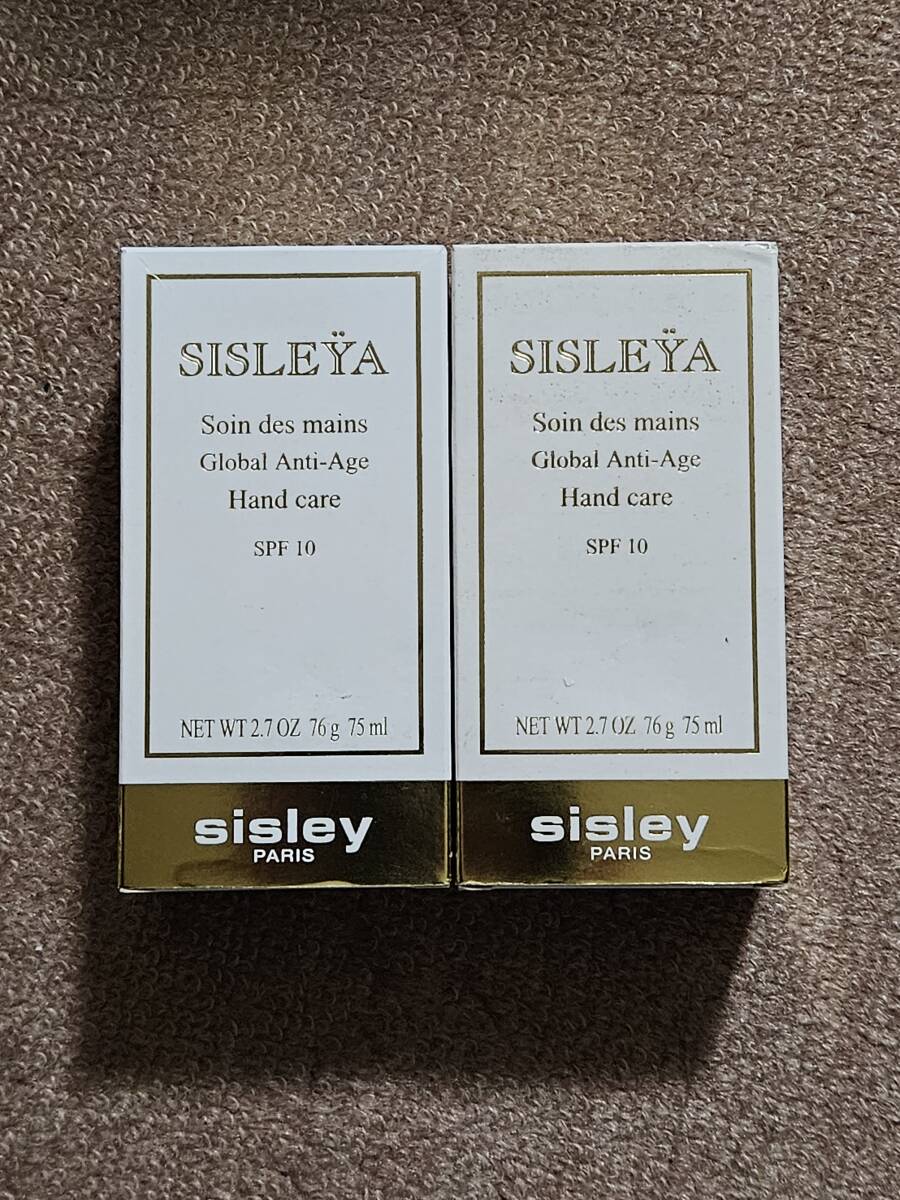 SISLEŸA
Soin des mains
Global Anti-Age
Hand care
SPF 10
NET WT 2.7 OZ 76 g 75 ml
sisley
PARIS
SISLEŸA
Soin des mains
Global Anti-Age
Hand care
SPF 10
NET WT 2.7 OZ 76 g 75 ml
sisley
PARIS